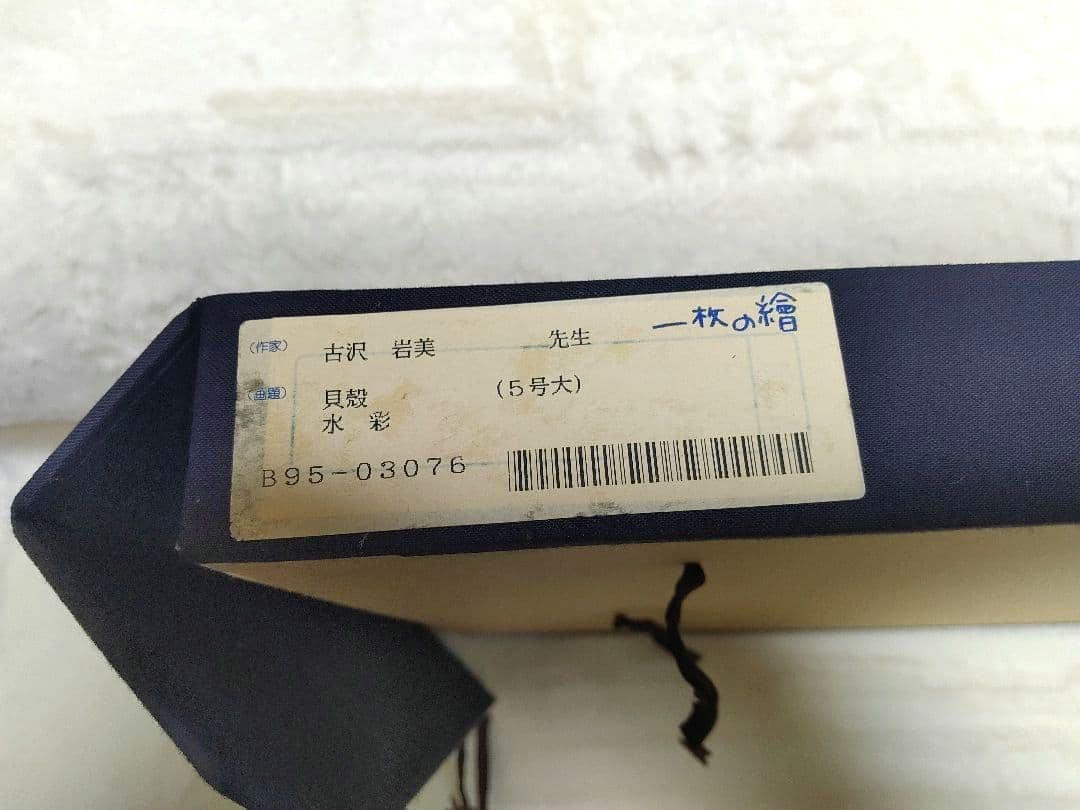 一枚の繪
(作家) 古沢 岩美 先生
(画題) 貝殻 (5号大)
水 彩
B95-03076